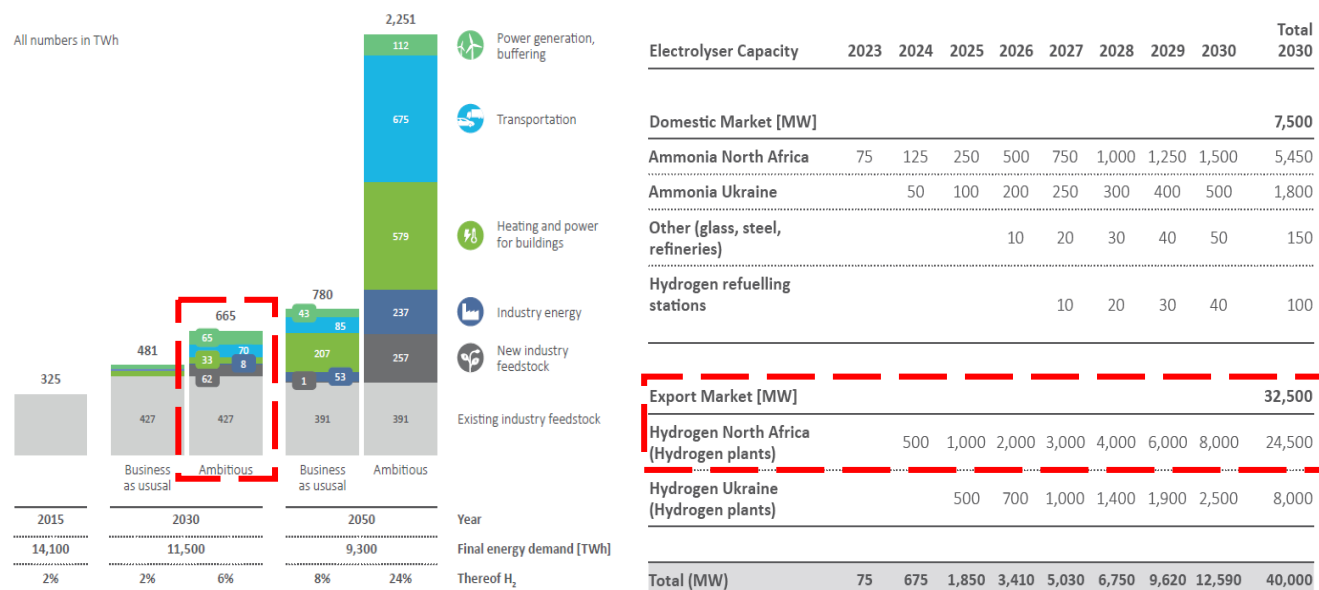 All numbers in TWh
2,251
112
675
579
237
257
391
780
43
85
207
1
53
391
665
65
70
33
8
62
427
481
427
325
Power generation,
buffering
Transportation
Heating and power
for buildings
Industry energy
New industry
feedstock
Existing industry feedstock
Business
as ususal
Ambitious
Business
as ususal
Ambitious
2015 2030 2050 Year
14,100 11,500 9,300 Final energy demand [TWh]
2% 2% 6% 8% 24% Thereof H₂
Electrolyser Capacity 2023 2024 2025 2026 2027 2028 2029 2030 Total 2030
Domestic Market [MW] 7,500
Ammonia North Africa 75 125 250 500 750 1,000 1,250 1,500 5,450
Ammonia Ukraine 50 100 200 250 300 400 500 1,800
Other (glass, steel,
refineries) 10 20 30 40 50 150
Hydrogen refuelling
stations 10 20 30 40 100
Export Market [MW] 32,500
Hydrogen North Africa
(Hydrogen plants) 500 1,000 2,000 3,000 4,000 6,000 8,000 24,500
Hydrogen Ukraine
(Hydrogen plants) 500 700 1,000 1,400 1,900 2,500 8,000
Total (MW) 75 675 1,850 3,410 5,030 6,750 9,620 12,590 40,000